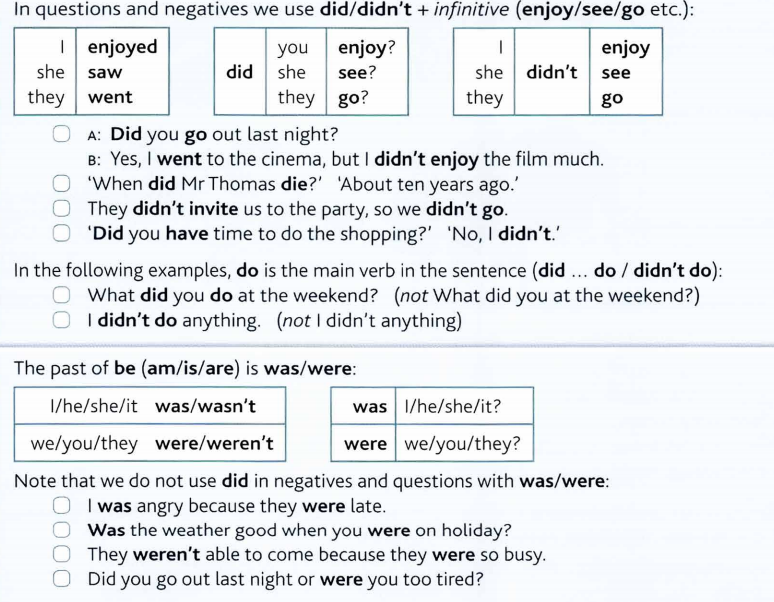 In questions and negatives we use did/didn't + infinitive (enjoy/see/go etc.):
I enjoyed
she saw
they went
did
you enjoy?
she see?
they go?
I
she
they
didn't
enjoy
see
go
A: Did you go out last night?
B: Yes, I went to the cinema, but I didn't enjoy the film much.
'When did Mr Thomas die?' 'About ten years ago.'
They didn't invite us to the party, so we didn't go.
'Did you have time to do the shopping?' 'No, I didn't.'
In the following examples, do is the main verb in the sentence (did ... do / didn't do):
What did you do at the weekend? (not What did you at the weekend?)
I didn't do anything. (not I didn't anything)
The past of be (am/is/are) is was/were:
I/he/she/it was/wasn't
we/you/they were/weren't
was I/he/she/it?
were we/you/they?
Note that we do not use did in negatives and questions with was/were:
I was angry because they were late.
Was the weather good when you were on holiday?
They weren't able to come because they were so busy.
Did you go out last night or were you too tired?